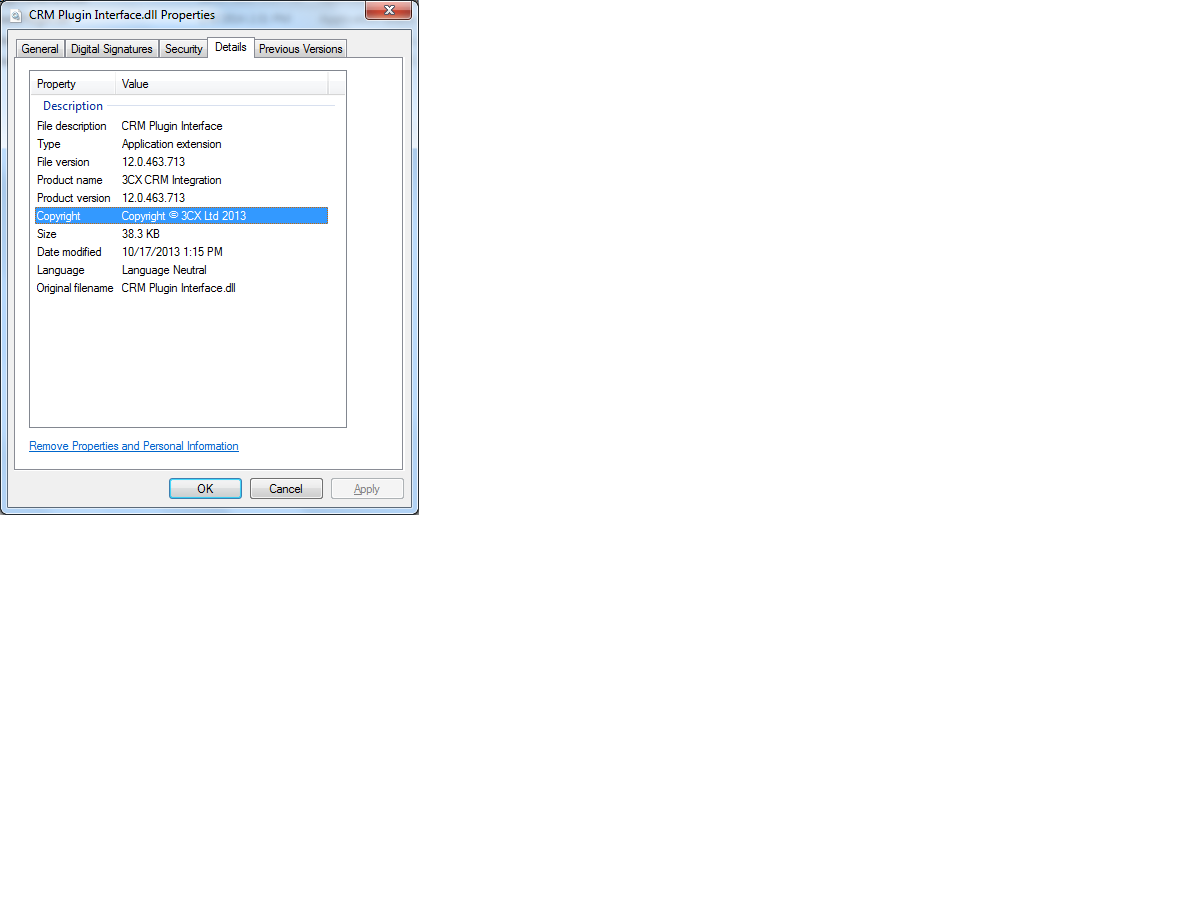 CRM Plugin Interface.dll Properties
General Digital Signatures Security Details Previous Versions
Property Value
Description
File description CRM Plugin Interface
Type Application extension
File version 12.0.463.713
Product name 3CX CRM Integration
Product version 12.0.463.713
Copyright Copyright © 3CX Ltd 2013
Size 38.3 KB
Date modified 10/17/2013 1:15 PM
Language Language Neutral
Original filename CRM Plugin Interface.dll
Remove Properties and Personal Information
OK Cancel Apply